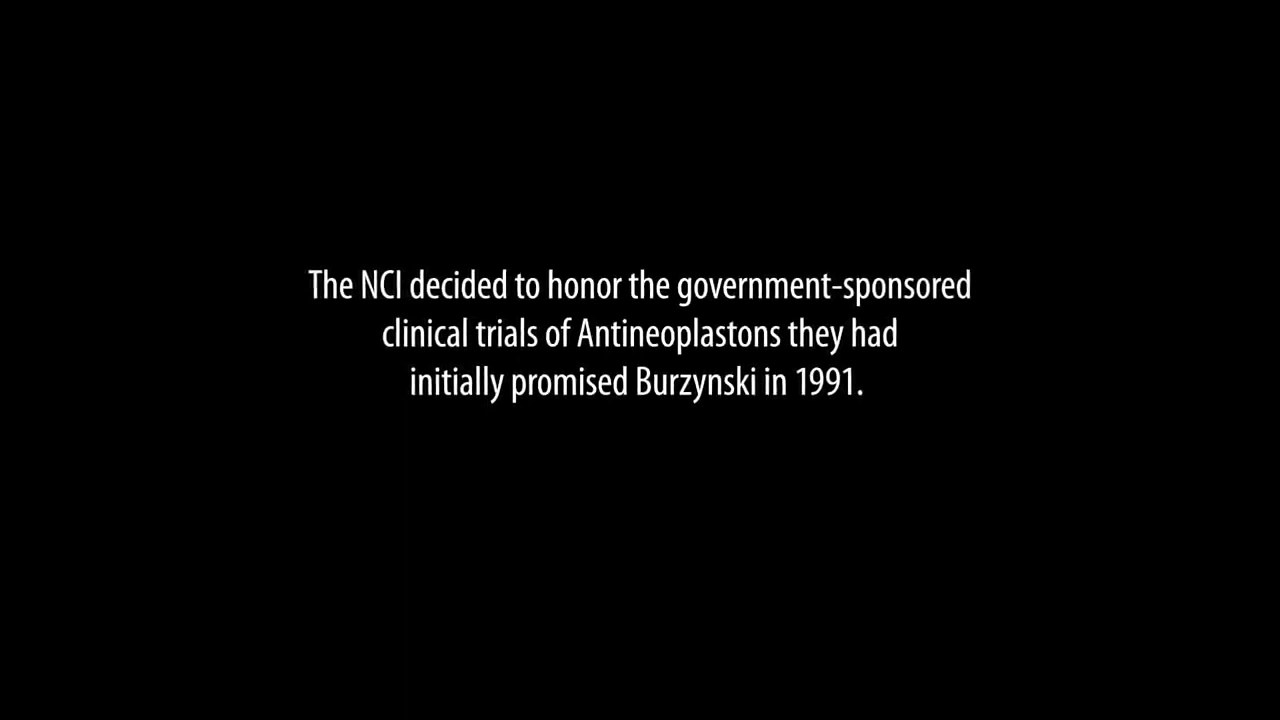 The NCI decided to honor the government-sponsored
clinical trials of Antineoplastons they had
initially promised Burzynski in 1991.